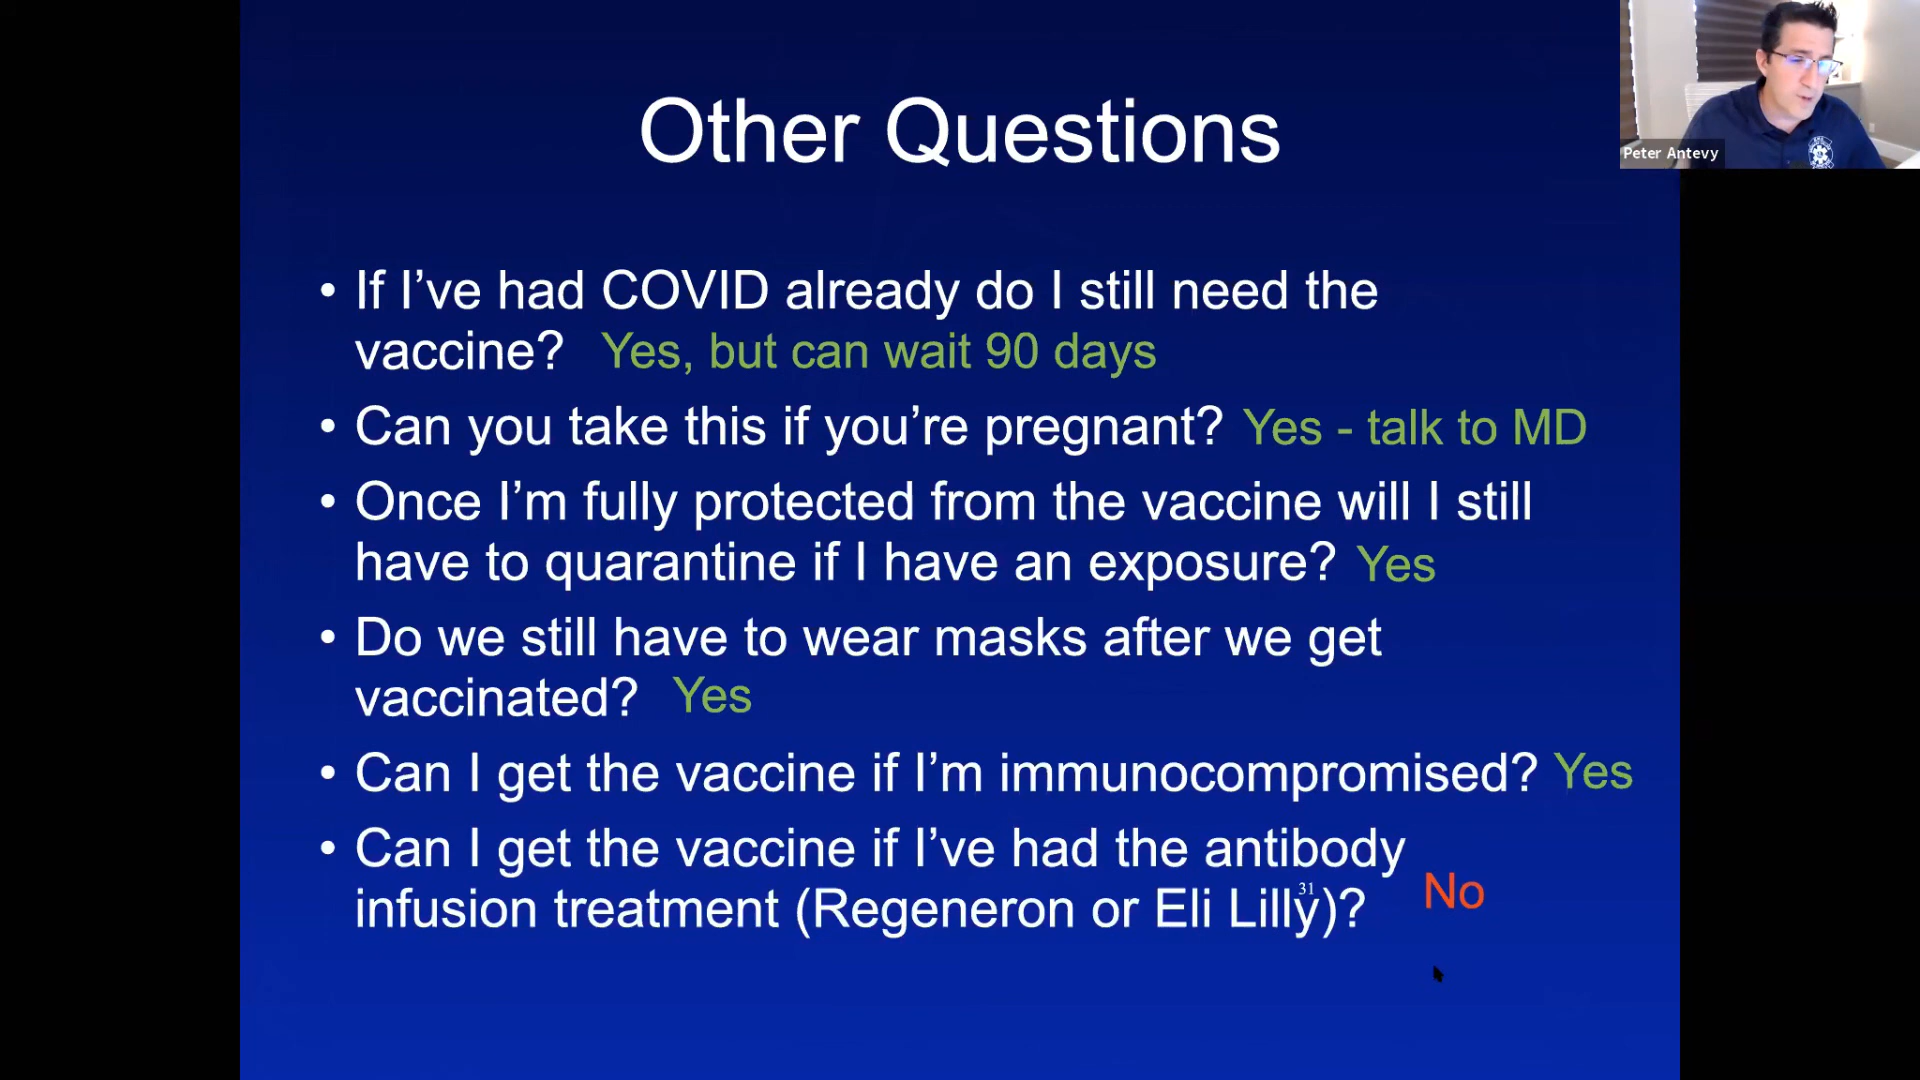 Other Questions
Peter Antevy
• If I’ve had COVID already do I still need the
vaccine? Yes, but can wait 90 days
• Can you take this if you’re pregnant? Yes - talk to MD
• Once I’m fully protected from the vaccine will I still
have to quarantine if I have an exposure? Yes
• Do we still have to wear masks after we get
vaccinated? Yes
• Can I get the vaccine if I’m immunocompromised? Yes
• Can I get the vaccine if I’ve had the antibody
infusion treatment (Regeneron or Eli Lilly)? No
31